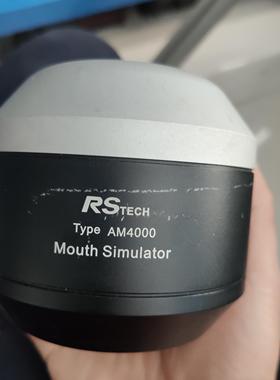 RSTECH
Type AM4000
Mouth Simulator